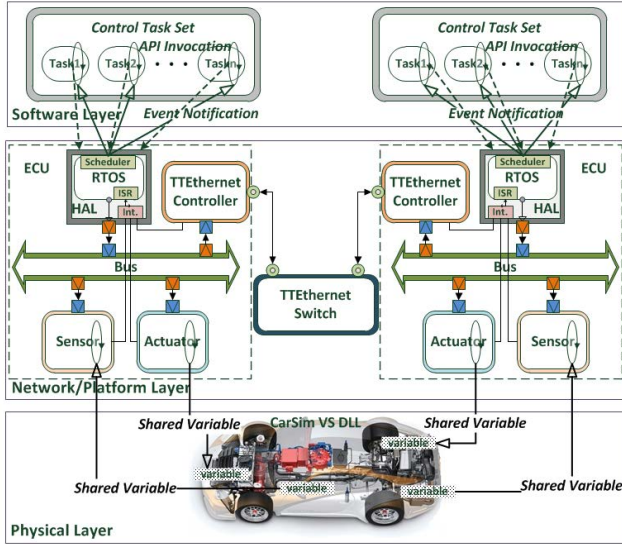 Control Task Set
API Invocation
Task1
Task2
• • •
Taskn
Event Notification
Control Task Set
API Invocation
Task1
Task2
• • •
Taskn
Event Notification
Software Layer
ECU
Scheduler
RTOS
ISR
HAL
Int.
TTEthernet
Controller
Bus
Sensor
Actuator
TTEthernet
Switch
TTEthernet
Controller
Scheduler
RTOS
ISR
HAL
Int.
ECU
Bus
Actuator
Sensor
Network/Platform Layer
Shared Variable
CarSim VS DLL
Shared Variable
variable
variable
Shared Variable
variable
variable
Shared Variable
Physical Layer